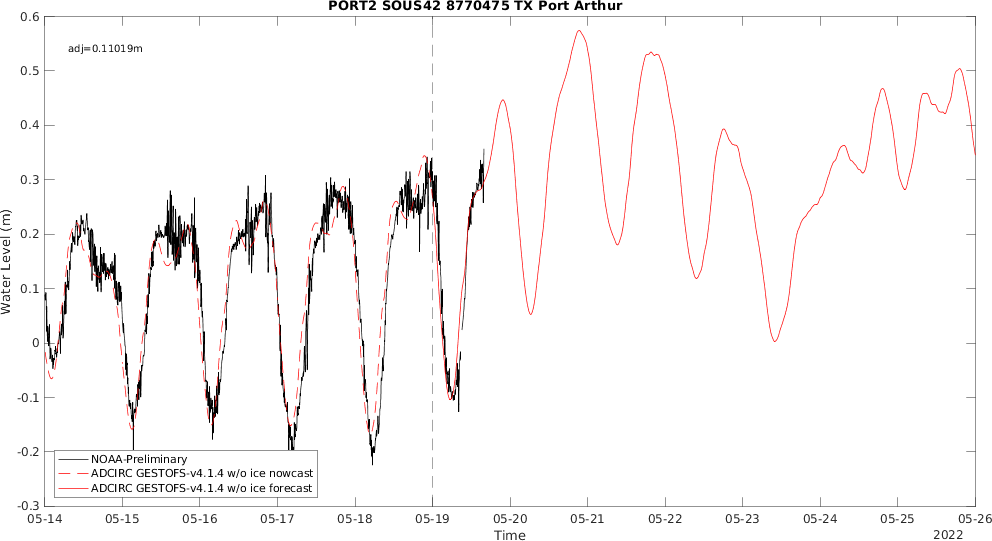 PORT2 SOUS42 8770475 TX Port Arthur
adj=0.11019m
0.6
0.5
0.4
0.3
0.2
0.1
0
-0.1
-0.2
-0.3
Water Level (m)
NOAA-Preliminary
ADCIRC GESTOFS-v4.1.4 w/o ice nowcast
ADCIRC GESTOFS-v4.1.4 w/o ice forecast
05-14 05-15 05-16 05-17 05-18 05-19 05-20 05-21 05-22 05-23 05-24 05-25 05-26
Time
2022